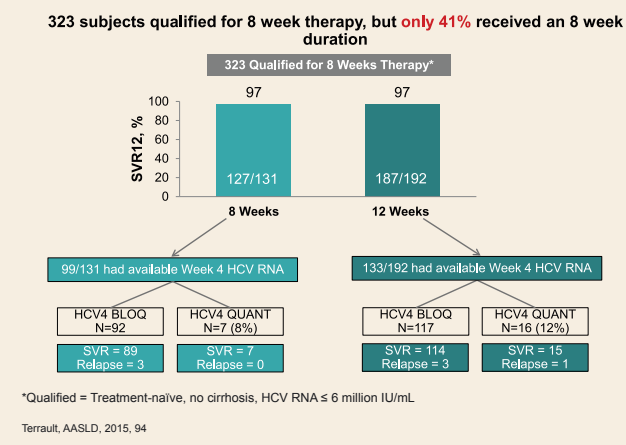 323 subjects qualified for 8 week therapy, but only 41% received an 8 week
duration
323 Qualified for 8 Weeks Therapy*
97
97
SVR12, %
100
80
60
40
20
0
127/131
187/192
8 Weeks
12 Weeks
99/131 had available Week 4 HCV RNA
133/192 had available Week 4 HCV RNA
HCV4 BLOQ
N=92
HCV4 QUANT
N=7 (8%)
HCV4 BLOQ
N=117
HCV4 QUANT
N=16 (12%)
SVR = 89
Relapse = 3
SVR = 7
Relapse = 0
SVR = 114
Relapse = 3
SVR = 15
Relapse = 1
*Qualified = Treatment-naïve, no cirrhosis, HCV RNA ≤ 6 million IU/mL
Terrault, AASLD, 2015, 94